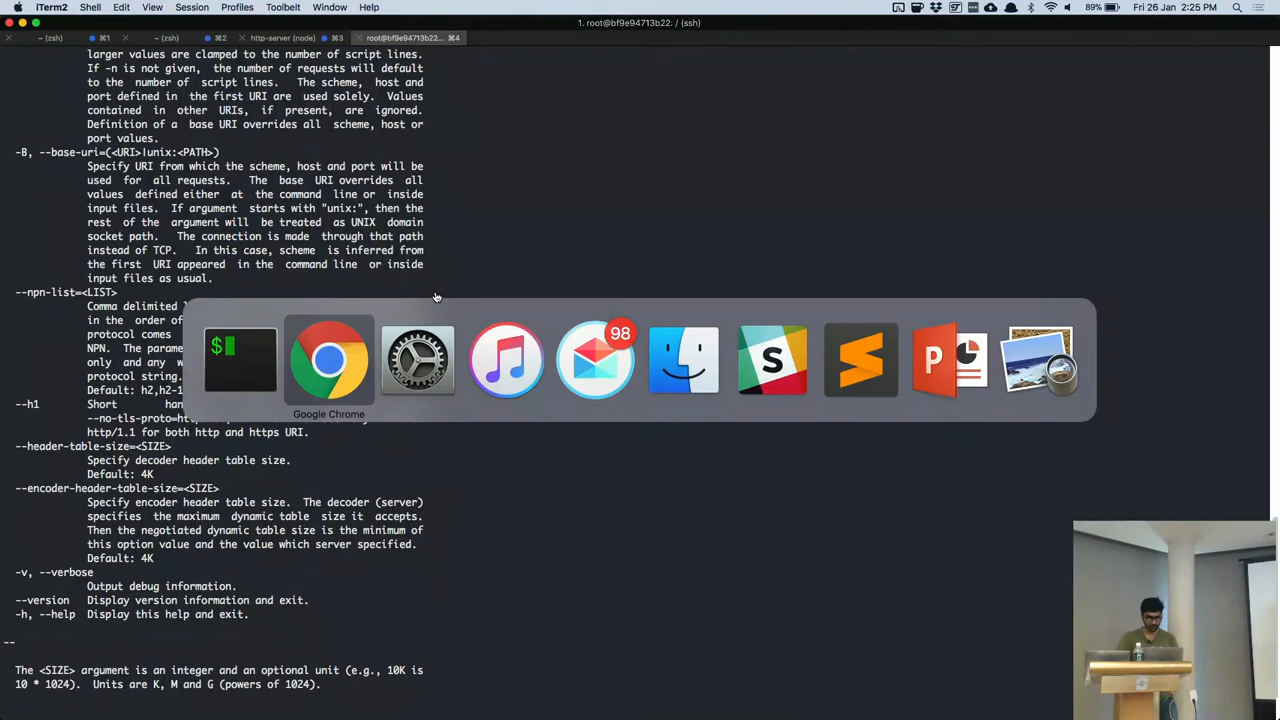 iTerm2 Shell Edit View Session Profiles Toolbelt Window Help 89% Fri 26 Jan 2:25 PM
1. root@bf9e94713b22: / (ssh)
~ (zsh) ⌘1 ~ (zsh) ⌘2 http-server (node) ⌘3 root@bf9e94713b22... ⌘4
larger values are clamped to the number of script lines.
If -n is not given, the number of requests will default
to the number of script lines. The scheme, host and
port defined in the first URI are used solely. Values
contained in other URIs, if present, are ignored.
Definition of a base URI overrides all scheme, host or
port values.
-B, --base-uri=(<URI>|unix:<PATH>)
Specify URI from which the scheme, host and port will be
used for all requests. The base URI overrides all
values defined either at the command line or inside
input files. If argument starts with "unix:", then the
rest of the argument will be treated as UNIX domain
socket path. The connection is made through that path
instead of TCP. In this case, scheme is inferred from
the first URI appeared in the command line or inside
input files as usual.
--npn-list=<LIST>
Comma delimited
in the order of
protocol comes
NPN. The parame
only and any w
protocol string.
Default: h2,h2-1
--h1 Short han
--no-tls-proto=ht
http/1.1 for both http and https URI.
$
98
S
P
Google Chrome
--header-table-size=<SIZE>
Specify decoder header table size.
Default: 4K
--encoder-header-table-size=<SIZE>
Specify encoder header table size. The decoder (server)
specifies the maximum dynamic table size it accepts.
Then the negotiated dynamic table size is the minimum of
this option value and the value which server specified.
Default: 4K
-v, --verbose
Output debug information.
--version Display version information and exit.
-h, --help Display this help and exit.
--
The <SIZE> argument is an integer and an optional unit (e.g., 10K is
10 * 1024). Units are K, M and G (powers of 1024).